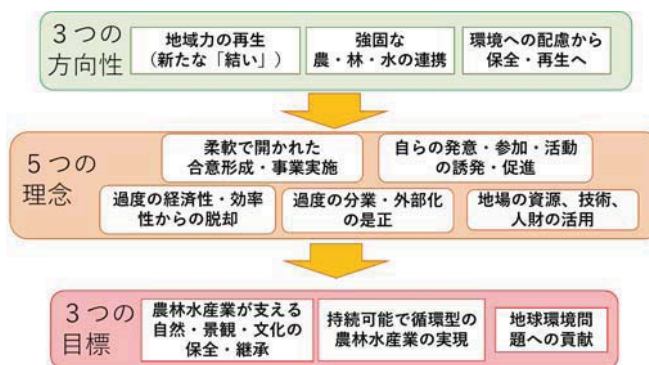 3つの
方向性
地域力の再生
(新たな「結い」)
強固な
農・林・水の連携
環境への配慮から
保全・再生へ
5つの
理念
柔軟で開かれた
合意形成・事業実施
自らの発意・参加・活動
の誘発・促進
過度の経済性・効率
性からの脱却
過度の分業・外部化
の是正
地場の資源、技術、
人財の活用
3つの
目標
農林水産業が支える
自然・景観・文化の
保全・継承
持続可能で循環型の
農林水産業の実現
地球環境問
題への貢献